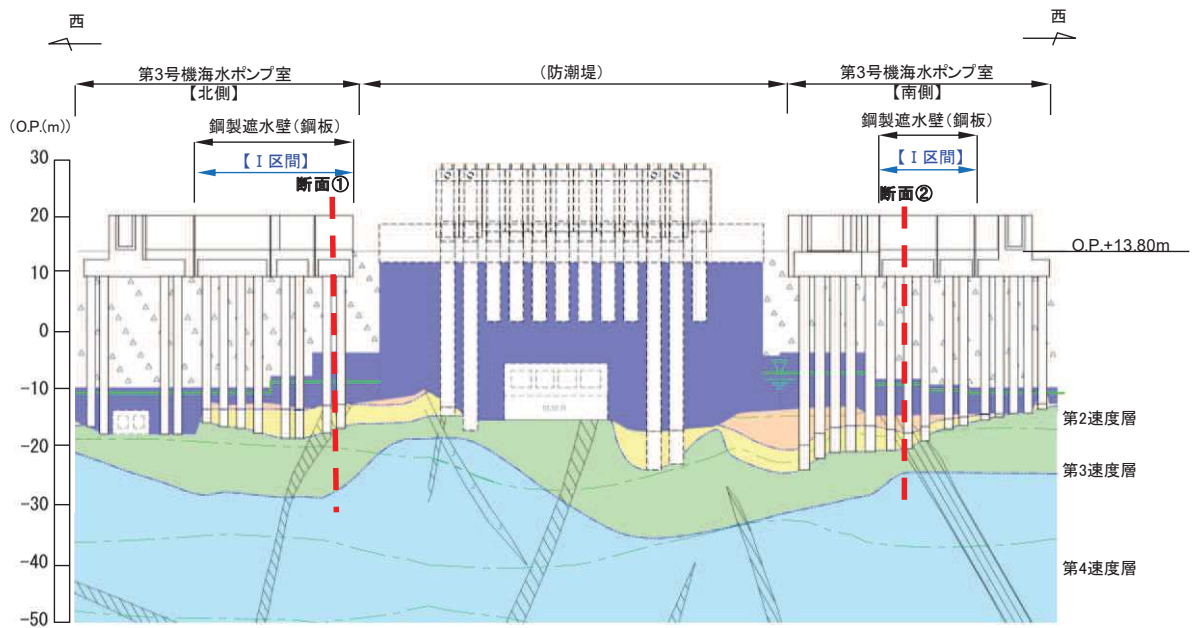 西
西
第3号機海水ポンプ室
【北側】
(防潮堤)
第3号機海水ポンプ室
【南側】
(O.P.(m))
鋼製遮水壁(鋼板)
鋼製遮水壁(鋼板)
【Ⅰ区間】
【Ⅰ区間】
断面①
断面②
30
20
O.P.+13.80m
10
0
-10
第2速度層
-20
第3速度層
-30
-40
第4速度層
-50